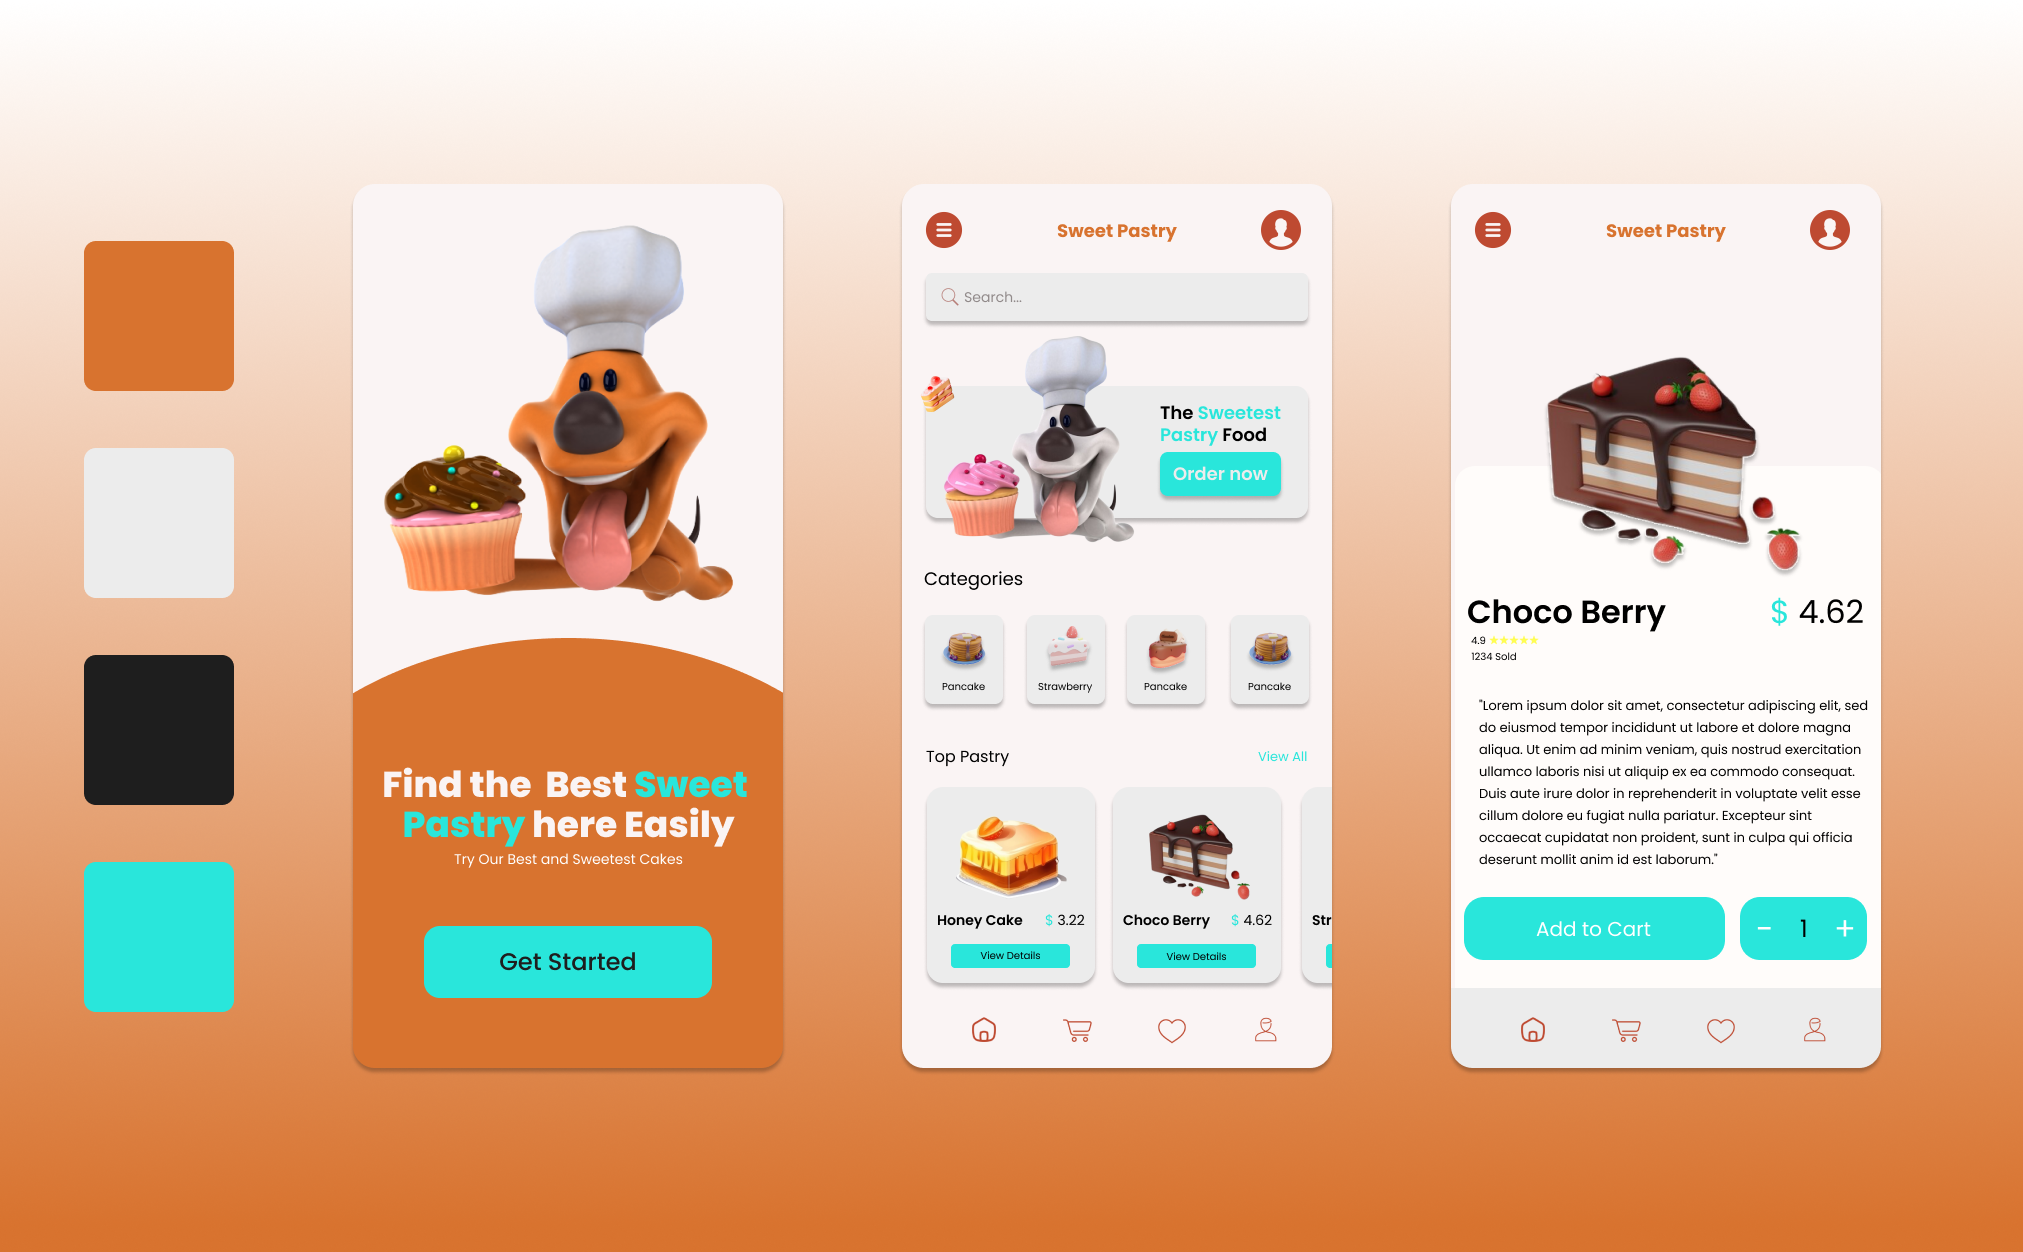 Find the Best Sweet
Pastry here Easily
Try Our Best and Sweetest Cakes
Get Started
Sweet Pastry
Search...
The Sweetest
Pastry Food
Order now
Categories
Pancake
Strawberry
Pancake
Pancake
Top Pastry
View All
Honey Cake $ 3.22
View Details
Choco Berry $ 4.62
View Details
Str
Sweet Pastry
Choco Berry $ 4.62
4.9 ★★★★★
1234 Sold
"Lorem ipsum dolor sit amet, consectetur adipiscing elit, sed
do eiusmod tempor incididunt ut labore et dolore magna
aliqua. Ut enim ad minim veniam, quis nostrud exercitation
ullamco laboris nisi ut aliquip ex ea commodo consequat.
Duis aute irure dolor in reprehenderit in voluptate velit esse
cillum dolore eu fugiat nulla pariatur. Excepteur sint
occaecat cupidatat non proident, sunt in culpa qui officia
deserunt mollit anim id est laborum."
Add to Cart
- 1 +